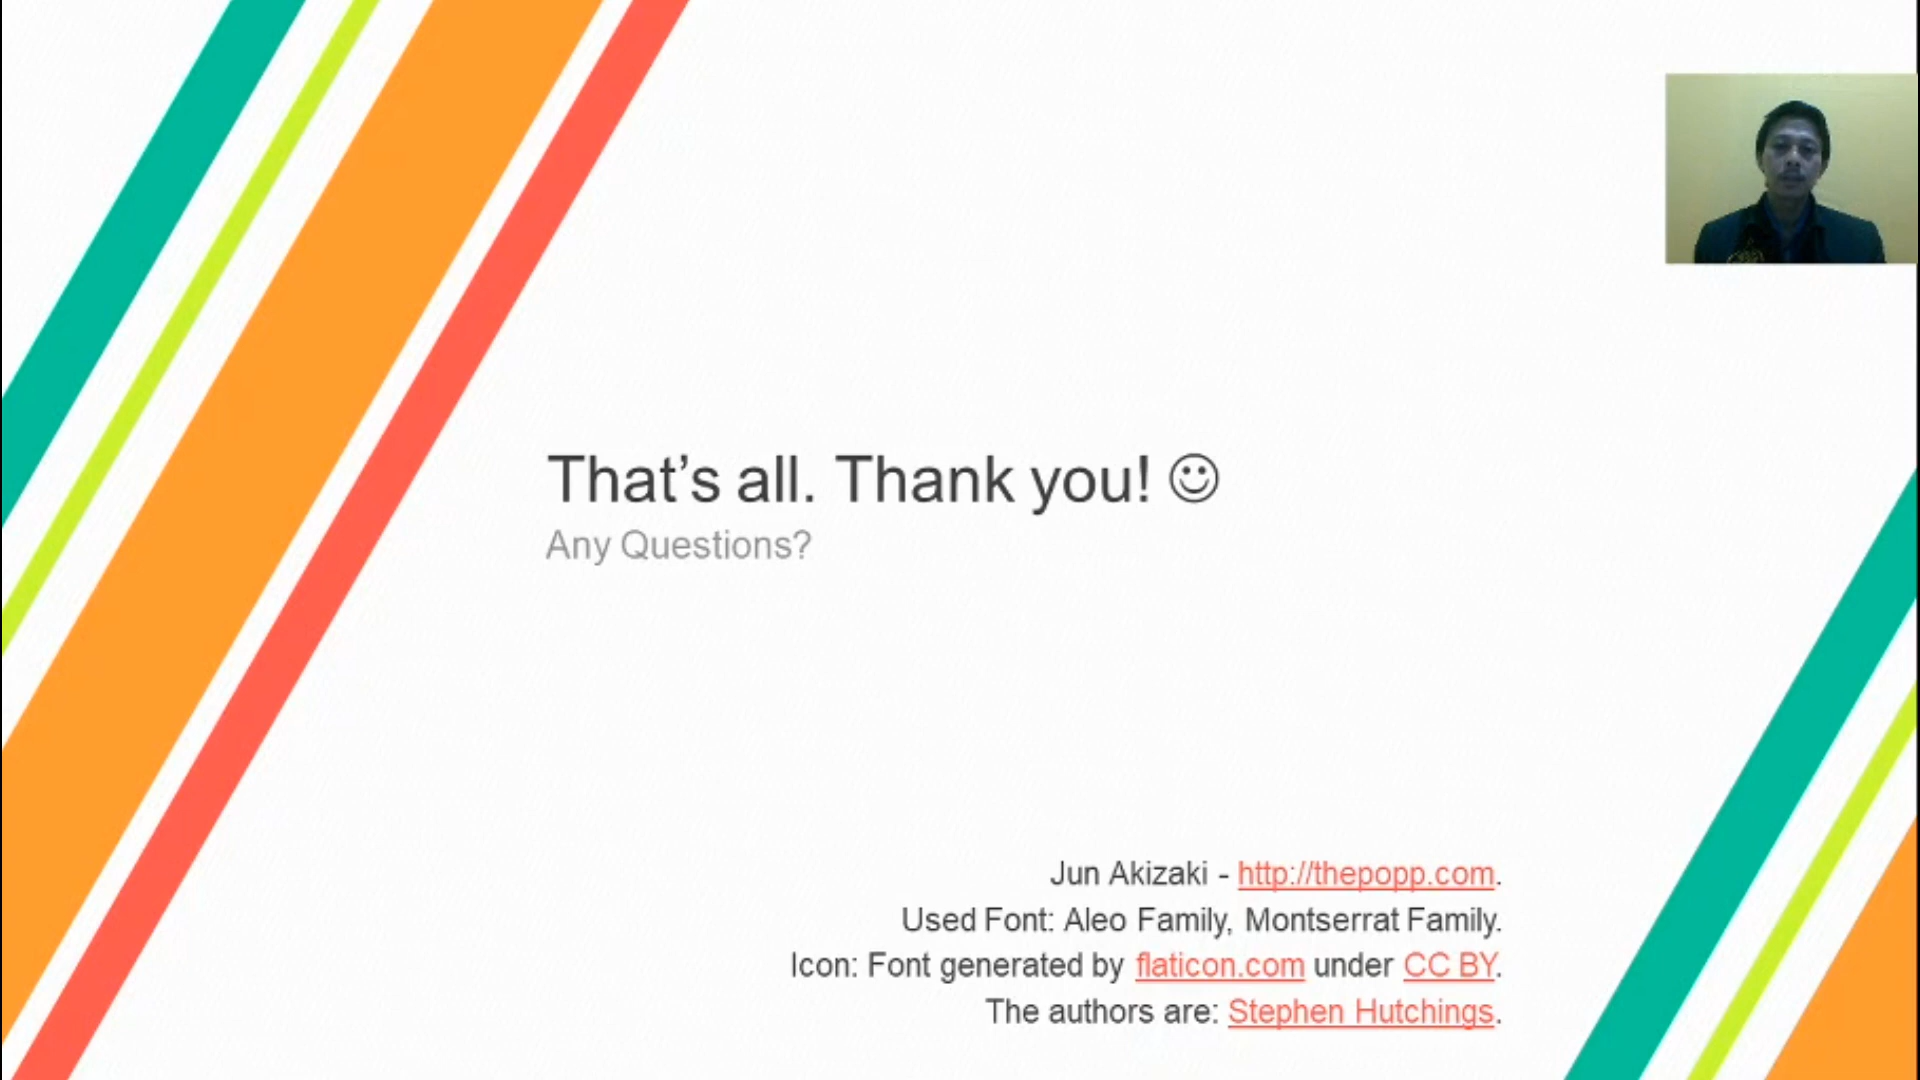 That’s all. Thank you! ☺
Any Questions?
Jun Akizaki - http://thepopp.com.
Used Font: Aleo Family, Montserrat Family.
Icon: Font generated by flaticon.com under CC BY.
The authors are: Stephen Hutchings.